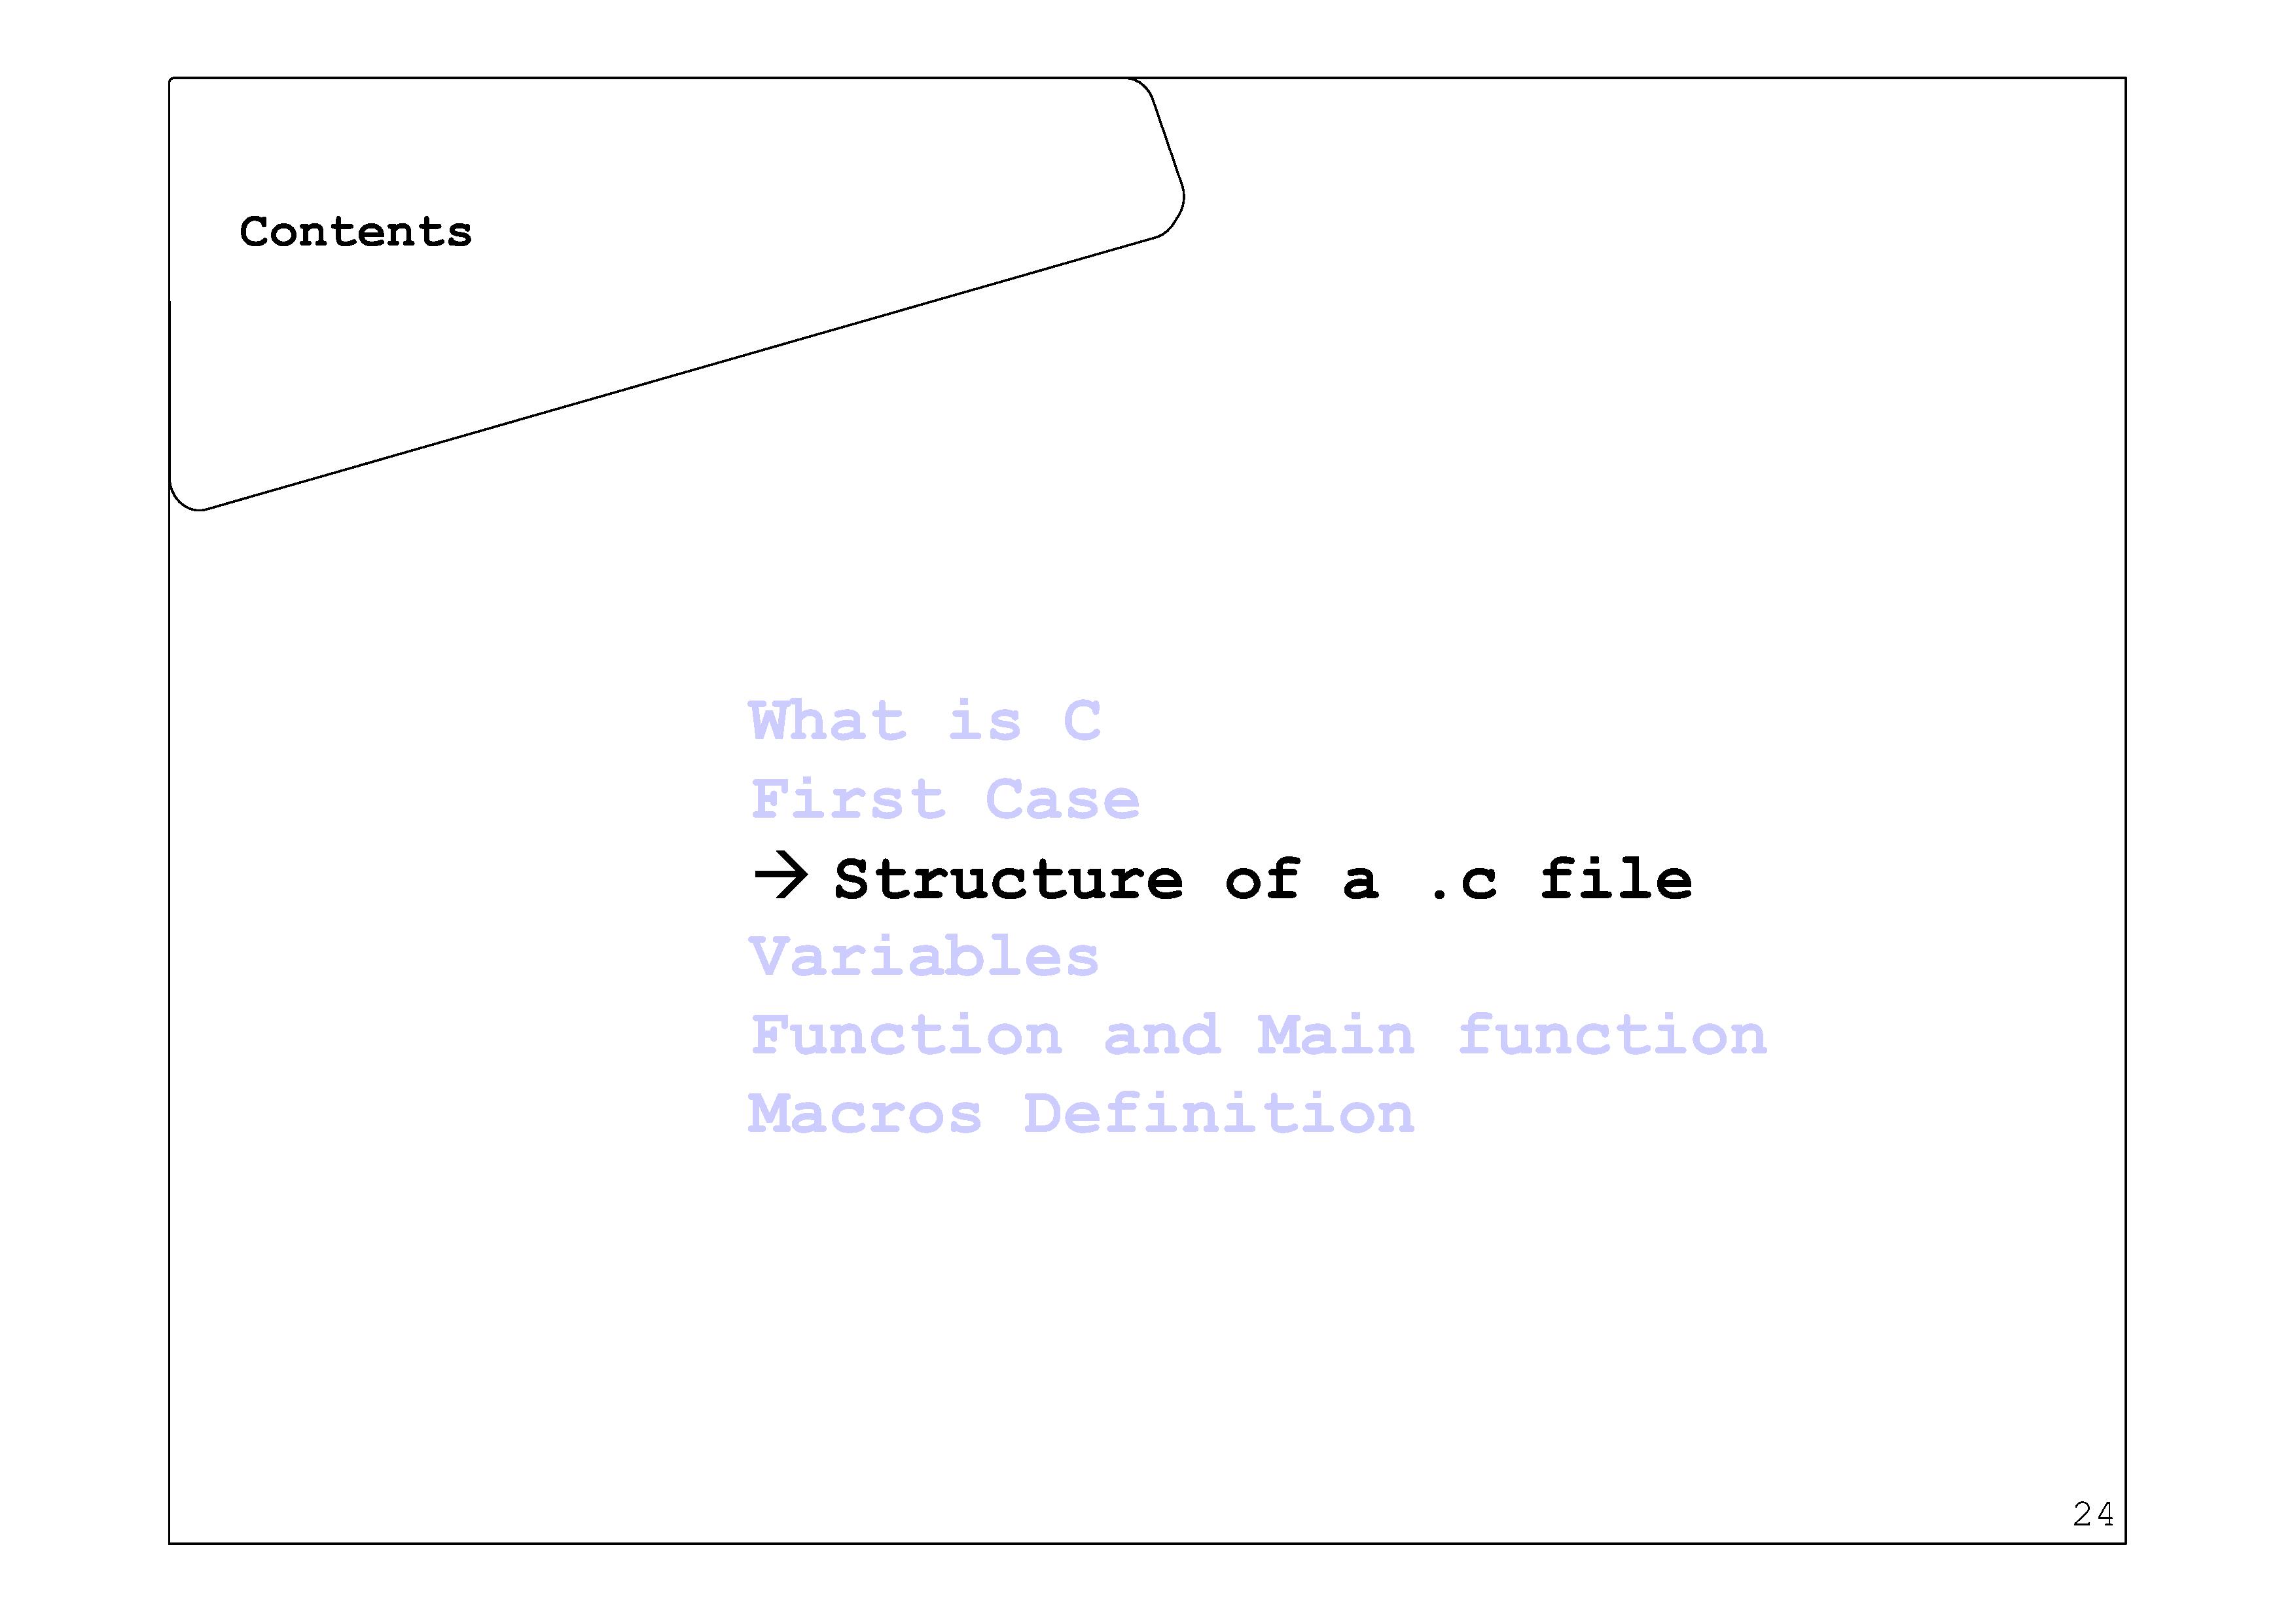 Contents
What is C
First Case
→ Structure of a .c file
Variables
Function and Main function
Macros Definition
24